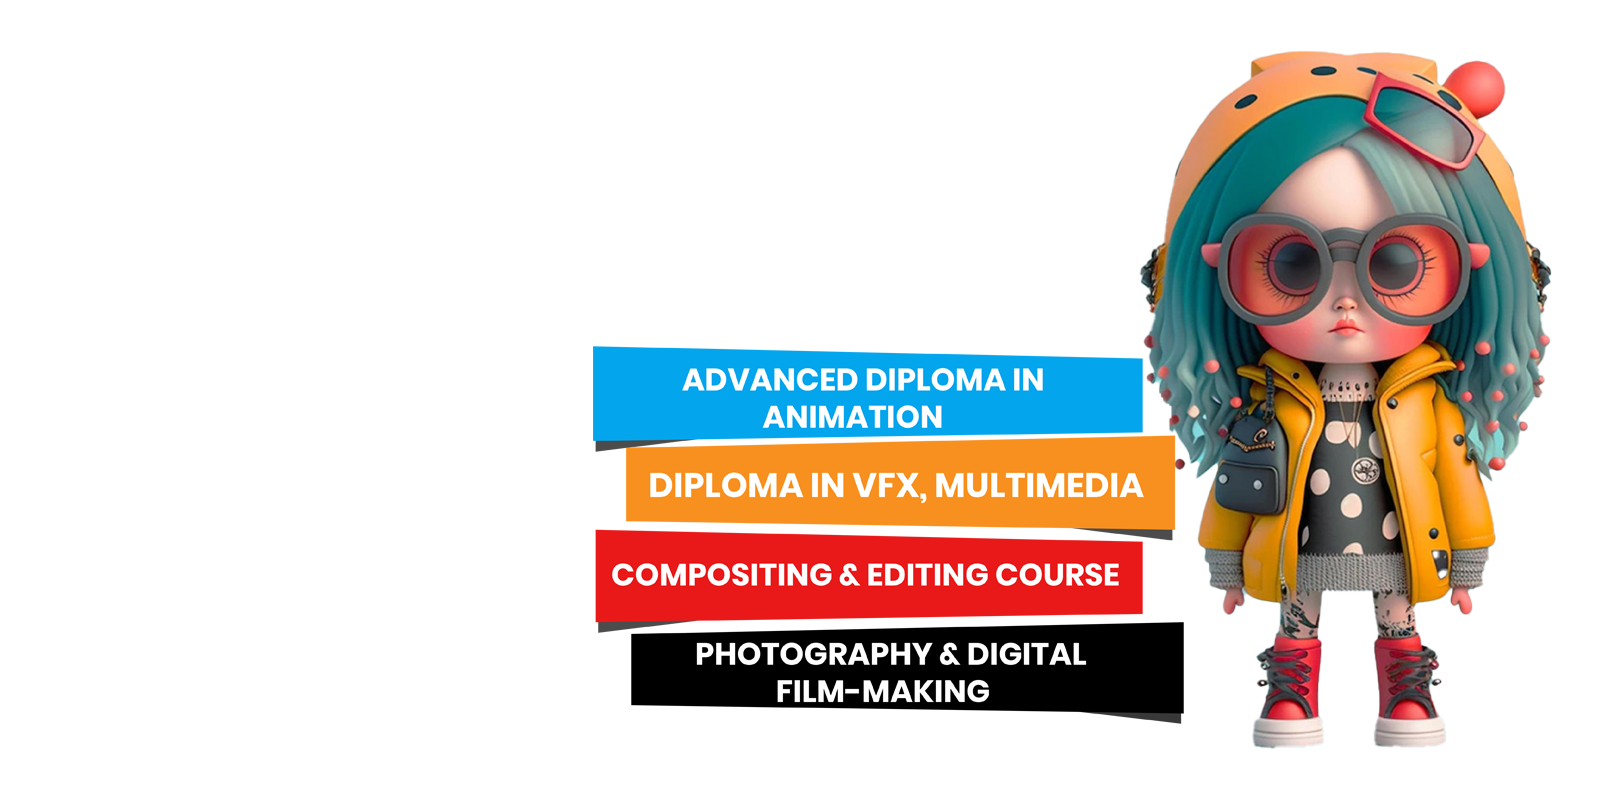 ADVANCED DIPLOMA IN
ANIMATION
DIPLOMA IN VFX, MULTIMEDIA
COMPOSITING & EDITING COURSE
PHOTOGRAPHY & DIGITAL
FILM-MAKING